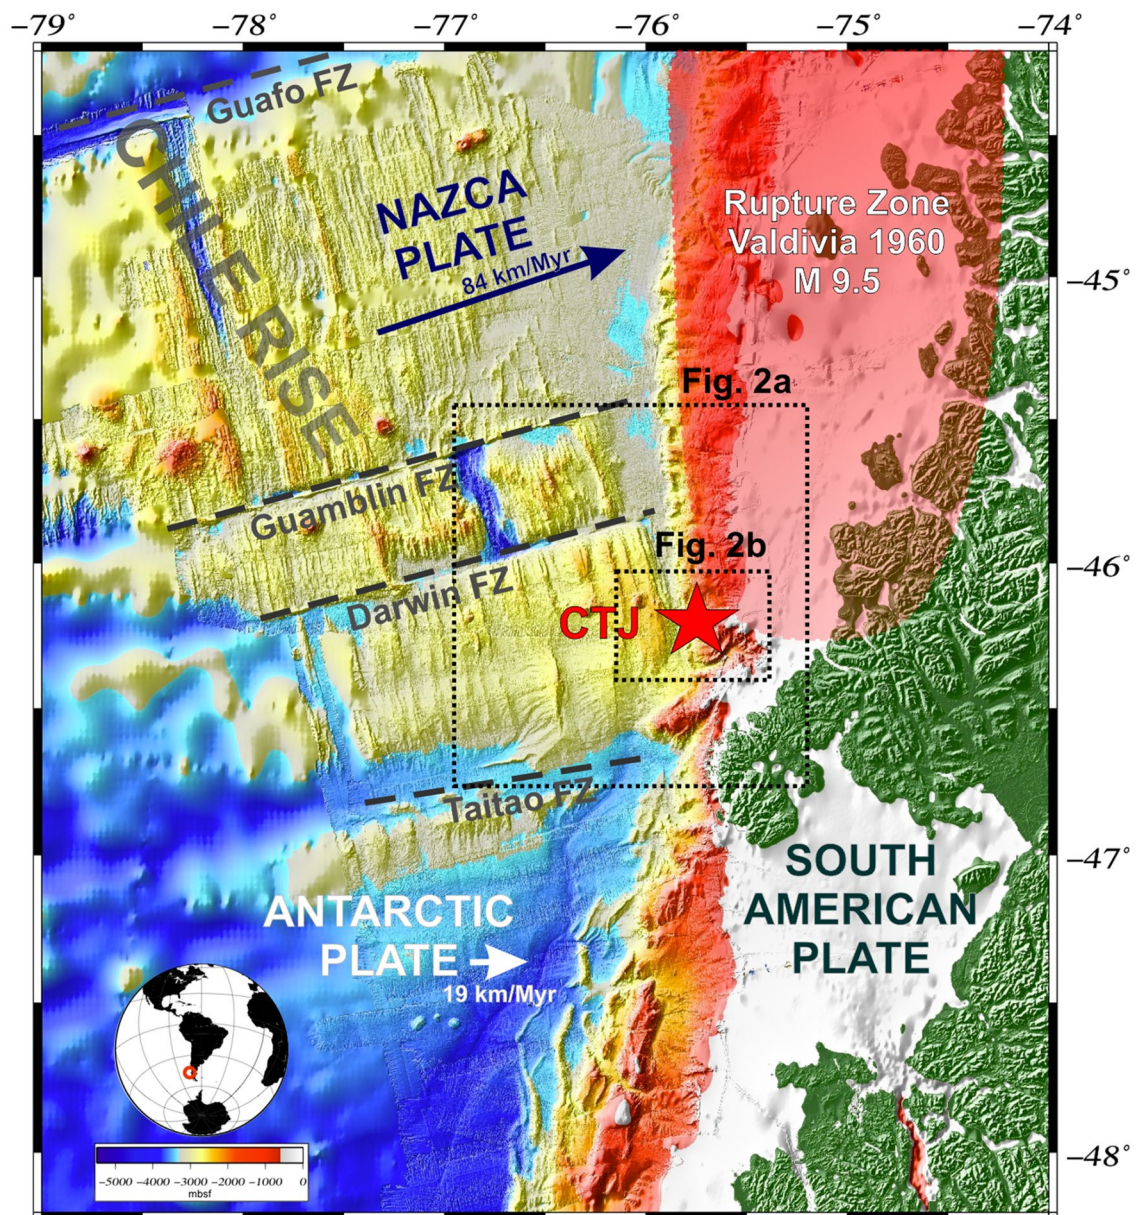 −79° −78° −77° −76° −75° −74°
Guafo FZ
CHILE RISE
NAZCA
PLATE
84 km/Myr
Rupture Zone
Valdivia 1960
M 9.5
−45°
Fig. 2a
Guamblin FZ
Fig. 2b
−46°
Darwin FZ
CTJ
Taitao FZ
−47°
SOUTH
AMERICAN
PLATE
ANTARCTIC
PLATE
19 km/Myr
−48°
−5000 −4000 −3000 −2000 −1000 0
mbsf